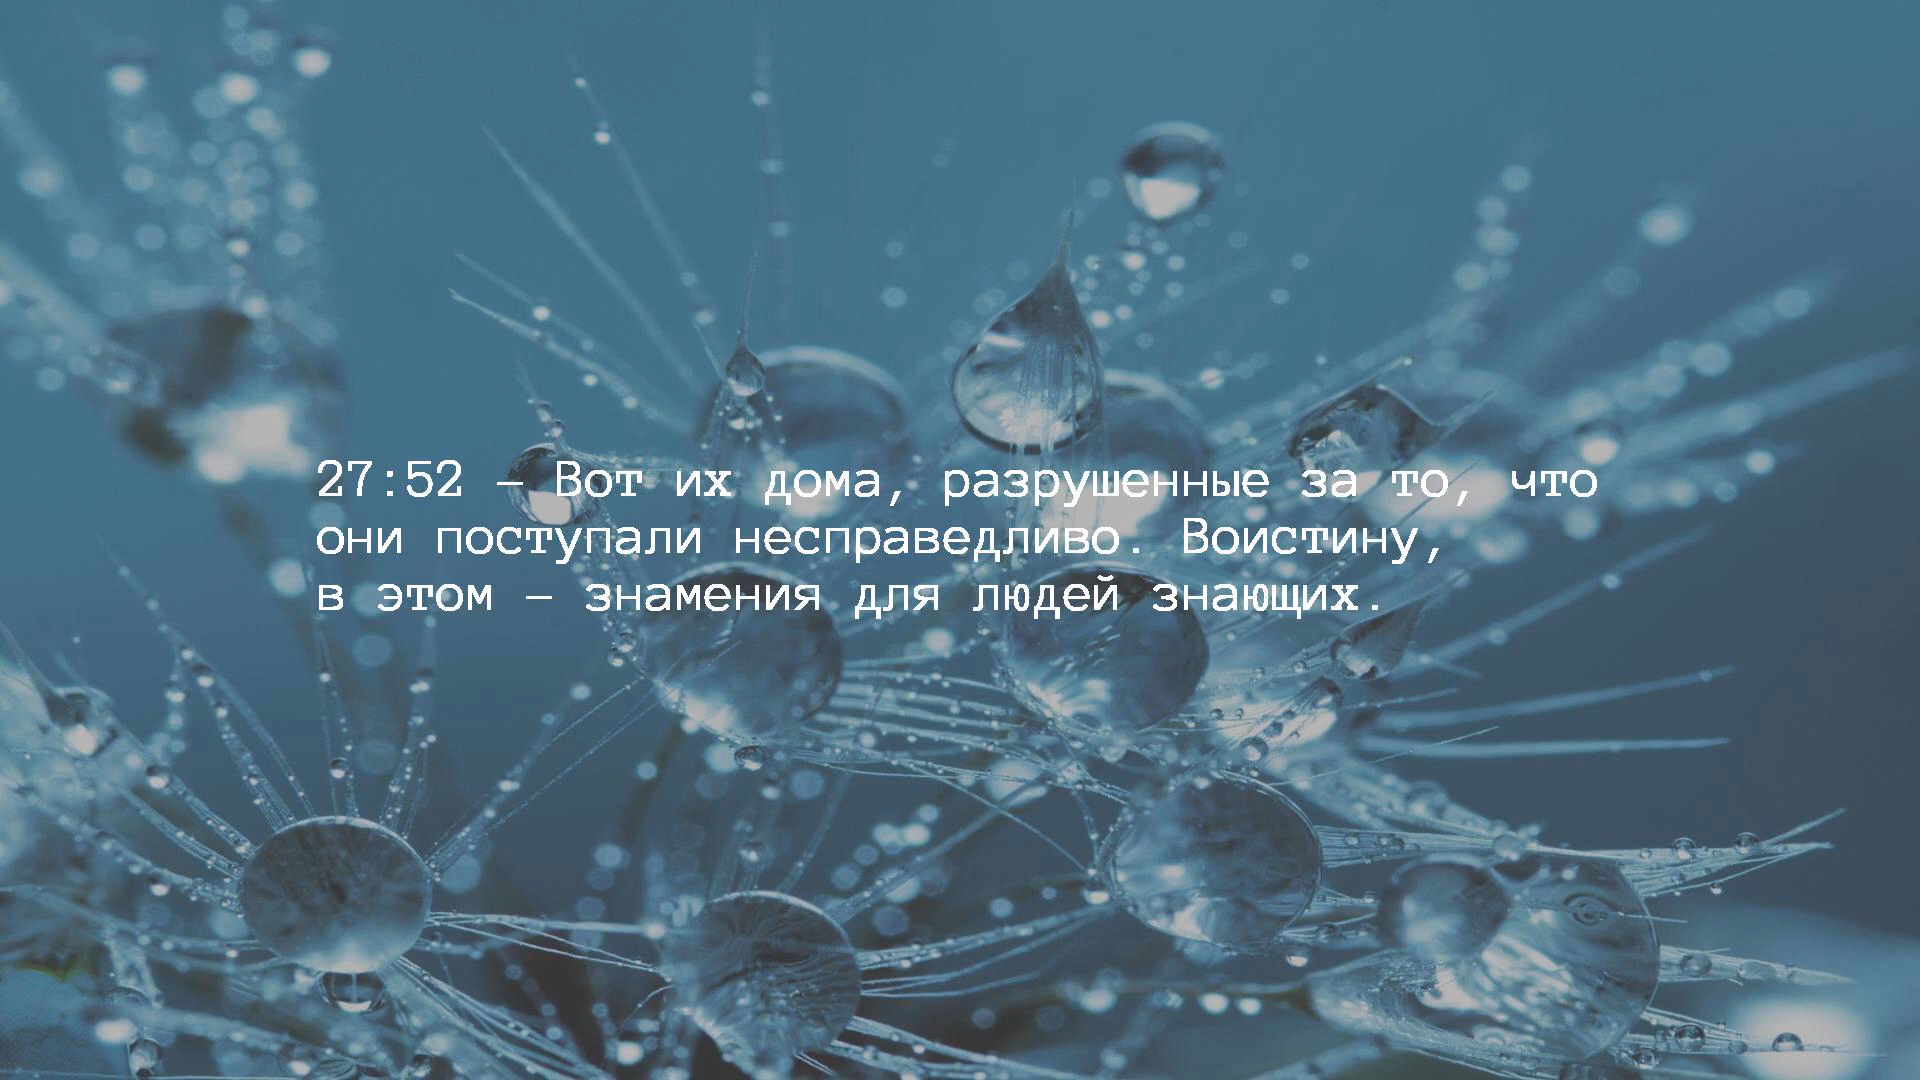 27:52 – Вот их дома, разрушенные за то, что
они поступали несправедливо. Воистину,
в этом – знамения для людей знающих.